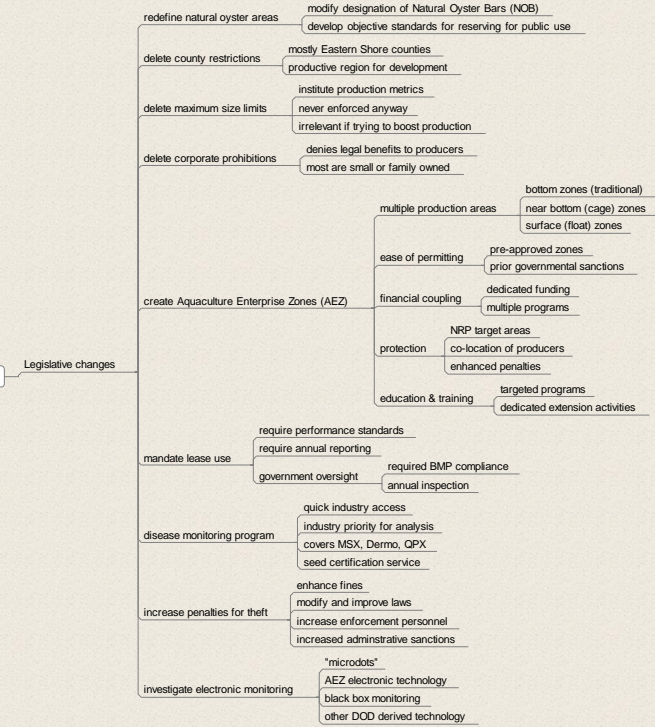 Legislative changes
redefine natural oyster areas
modify designation of Natural Oyster Bars (NOB)
develop objective standards for reserving for public use
delete county restrictions
mostly Eastern Shore counties
productive region for development
delete maximum size limits
institute production metrics
never enforced anyway
irrelevant if trying to boost production
delete corporate prohibitions
denies legal benefits to producers
most are small or family owned
create Aquaculture Enterprise Zones (AEZ)
multiple production areas
bottom zones (traditional)
near bottom (cage) zones
surface (float) zones
ease of permitting
pre-approved zones
prior governmental sanctions
financial coupling
dedicated funding
multiple programs
protection
NRP target areas
co-location of producers
enhanced penalties
education & training
targeted programs
dedicated extension activities
mandate lease use
require performance standards
require annual reporting
government oversight
required BMP compliance
annual inspection
disease monitoring program
quick industry access
industry priority for analysis
covers MSX, Dermo, QPX
seed certification service
increase penalties for theft
enhance fines
modify and improve laws
increase enforcement personnel
increased adminstrative sanctions
investigate electronic monitoring
"microdots"
AEZ electronic technology
black box monitoring
other DOD derived technology